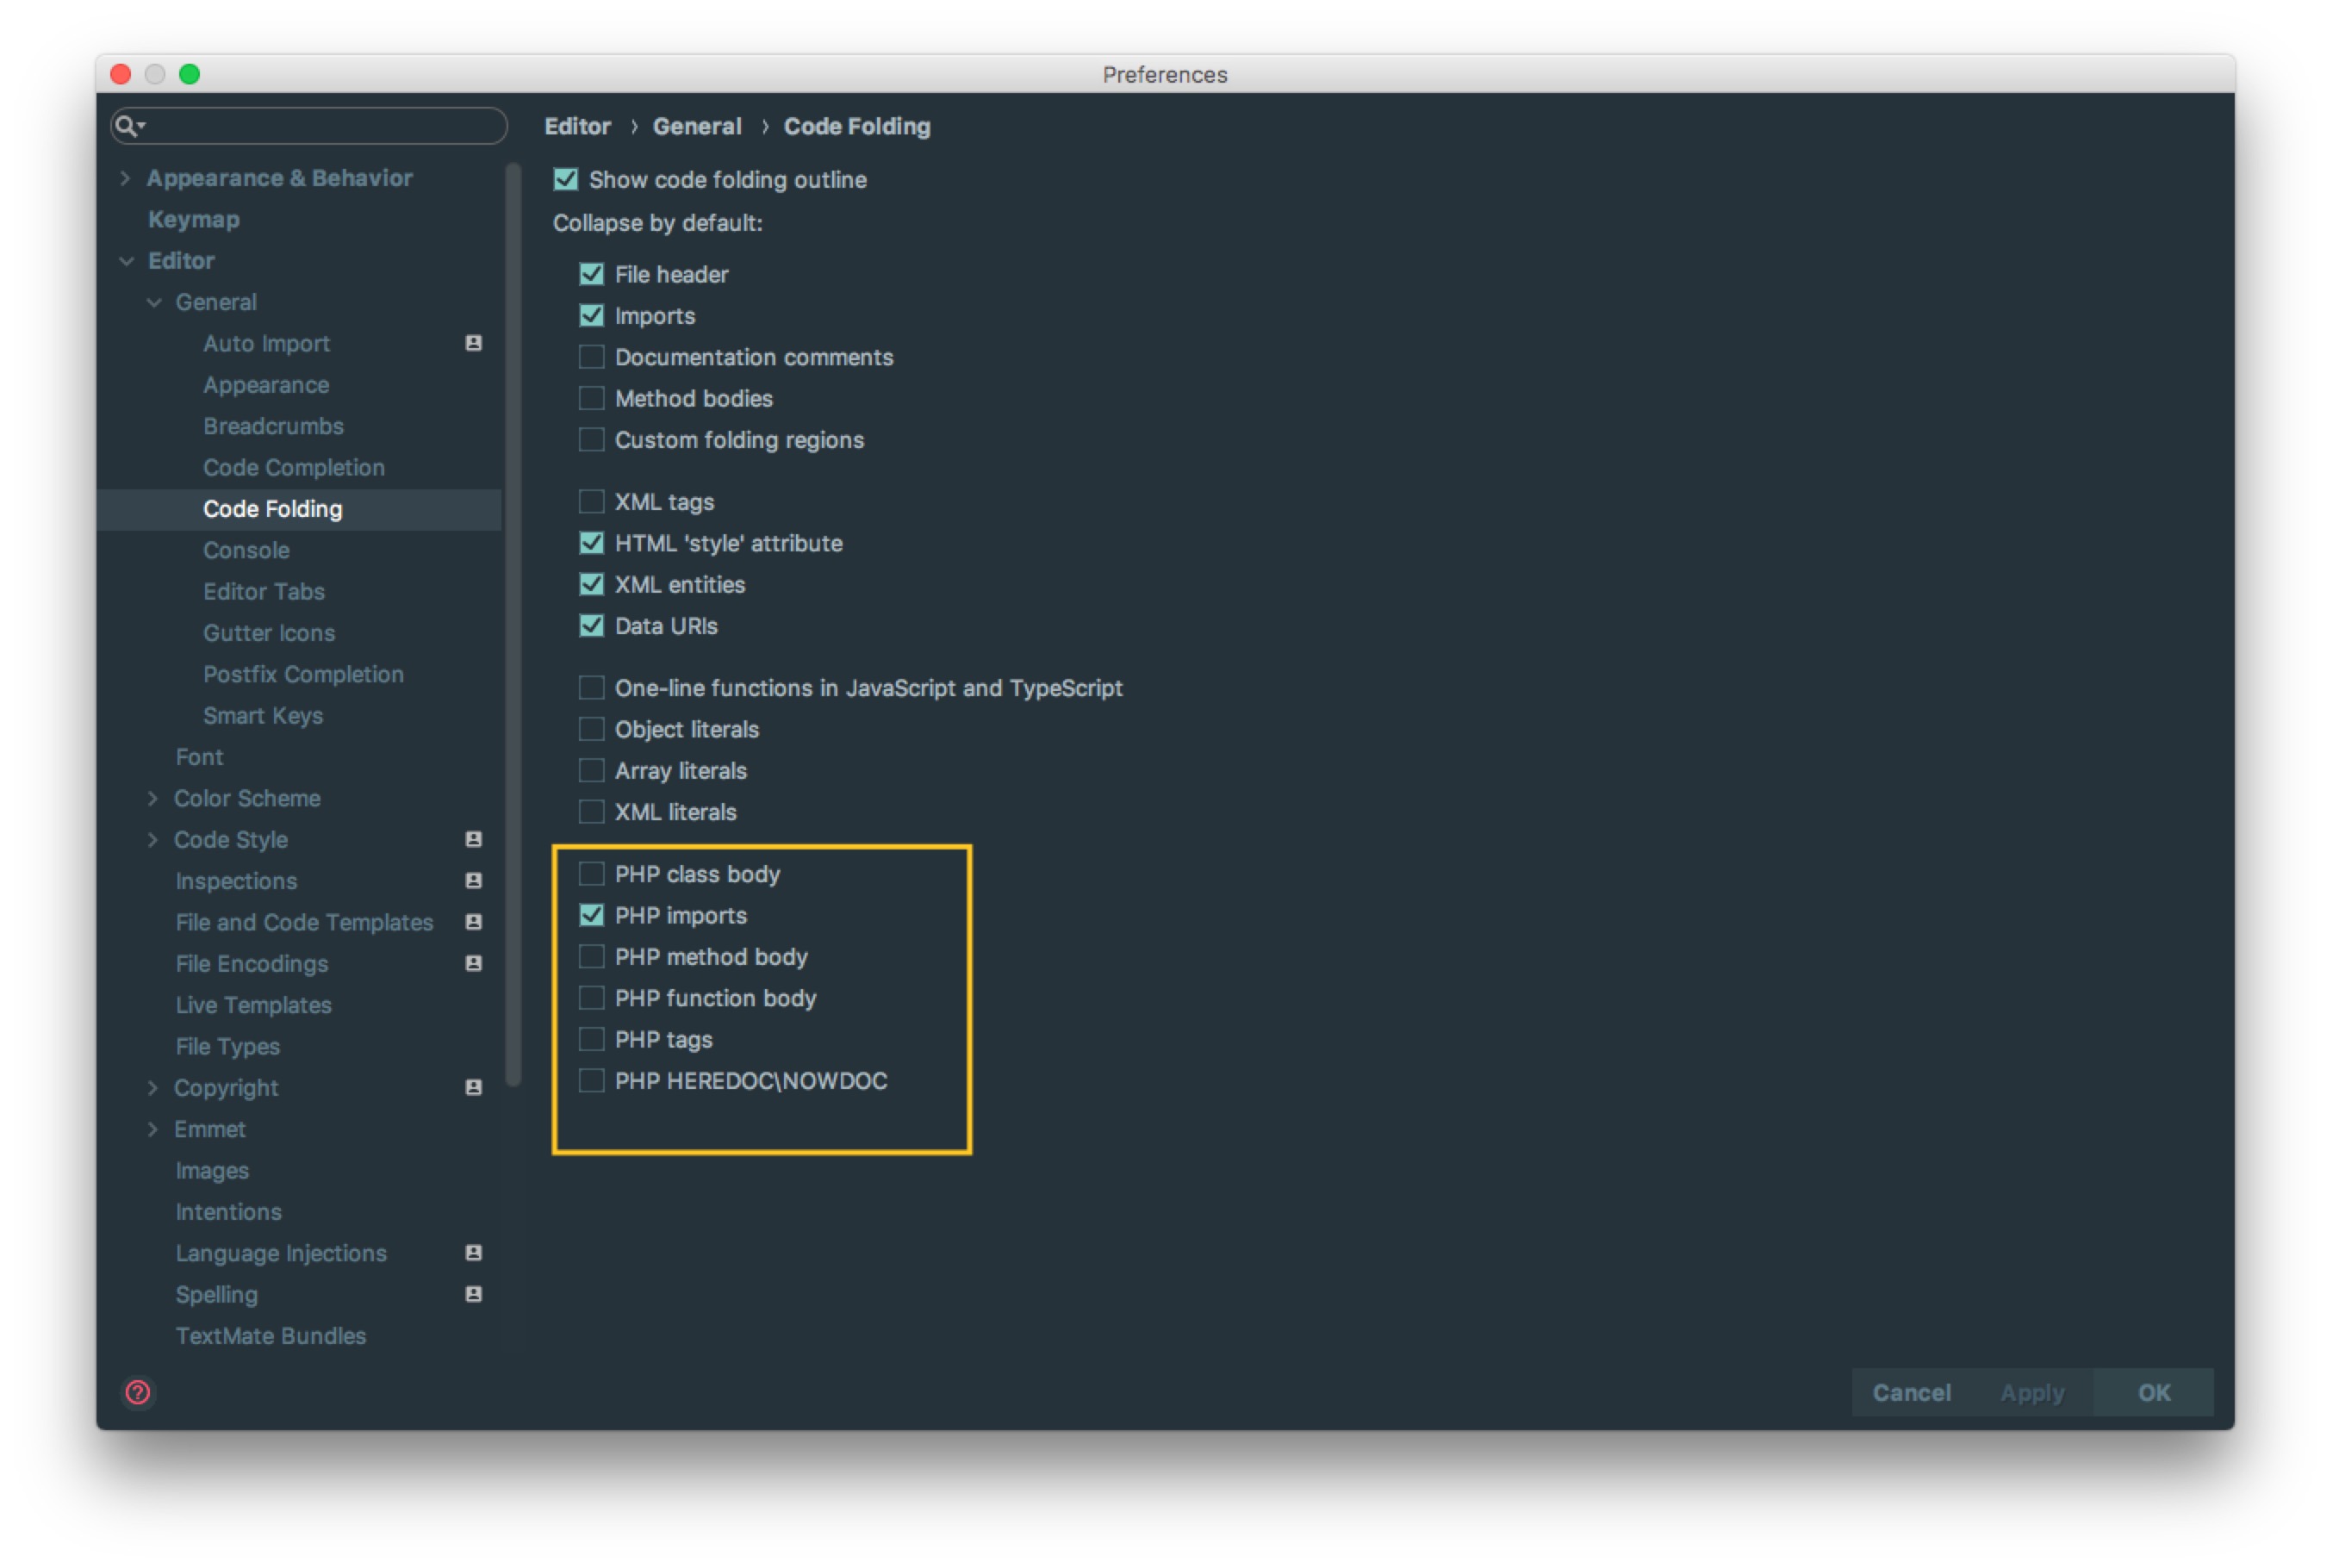 Preferences
Appearance & Behavior
Keymap
Editor
General
Auto Import
Appearance
Breadcrumbs
Code Completion
Code Folding
Console
Editor Tabs
Gutter Icons
Postfix Completion
Smart Keys
Font
Color Scheme
Code Style
Inspections
File and Code Templates
File Encodings
Live Templates
File Types
Copyright
Emmet
Images
Intentions
Language Injections
Spelling
TextMate Bundles
Editor › General › Code Folding
Show code folding outline
Collapse by default:
File header
Imports
Documentation comments
Method bodies
Custom folding regions
XML tags
HTML 'style' attribute
XML entities
Data URIs
One-line functions in JavaScript and TypeScript
Object literals
Array literals
XML literals
PHP class body
PHP imports
PHP method body
PHP function body
PHP tags
PHP HEREDOC\NOWDOC
?
Cancel Apply OK